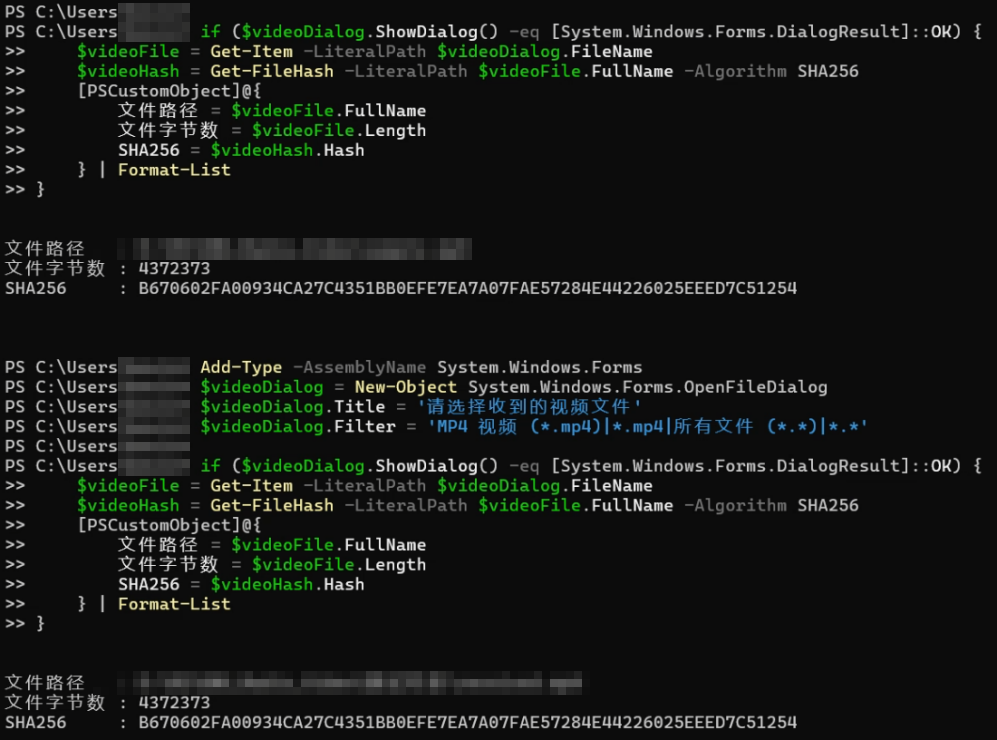 PS C:\Users
PS C:\Users if ($videoDialog.ShowDialog() -eq [System.Windows.Forms.DialogResult]::OK) {
>> $videoFile = Get-Item -LiteralPath $videoDialog.FileName
>> $videoHash = Get-FileHash -LiteralPath $videoFile.FullName -Algorithm SHA256
>> [PSCustomObject]@{
>> 文件路径 = $videoFile.FullName
>> 文件字节数 = $videoFile.Length
>> SHA256 = $videoHash.Hash
>> } | Format-List
>> }
文件路径
文件字节数 : 4372373
SHA256 : B670602FA00934CA27C4351BB0EFE7EA7A07FAE57284E44226025EEED7C51254
PS C:\Users Add-Type -AssemblyName System.Windows.Forms
PS C:\Users $videoDialog = New-Object System.Windows.Forms.OpenFileDialog
PS C:\Users $videoDialog.Title = '请选择收到的视频文件'
PS C:\Users $videoDialog.Filter = 'MP4 视频 (*.mp4)|*.mp4|所有文件 (*.*)|*.*'
PS C:\Users
PS C:\Users if ($videoDialog.ShowDialog() -eq [System.Windows.Forms.DialogResult]::OK) {
>> $videoFile = Get-Item -LiteralPath $videoDialog.FileName
>> $videoHash = Get-FileHash -LiteralPath $videoFile.FullName -Algorithm SHA256
>> [PSCustomObject]@{
>> 文件路径 = $videoFile.FullName
>> 文件字节数 = $videoFile.Length
>> SHA256 = $videoHash.Hash
>> } | Format-List
>> }
文件路径
文件字节数 : 4372373
SHA256 : B670602FA00934CA27C4351BB0EFE7EA7A07FAE57284E44226025EEED7C51254